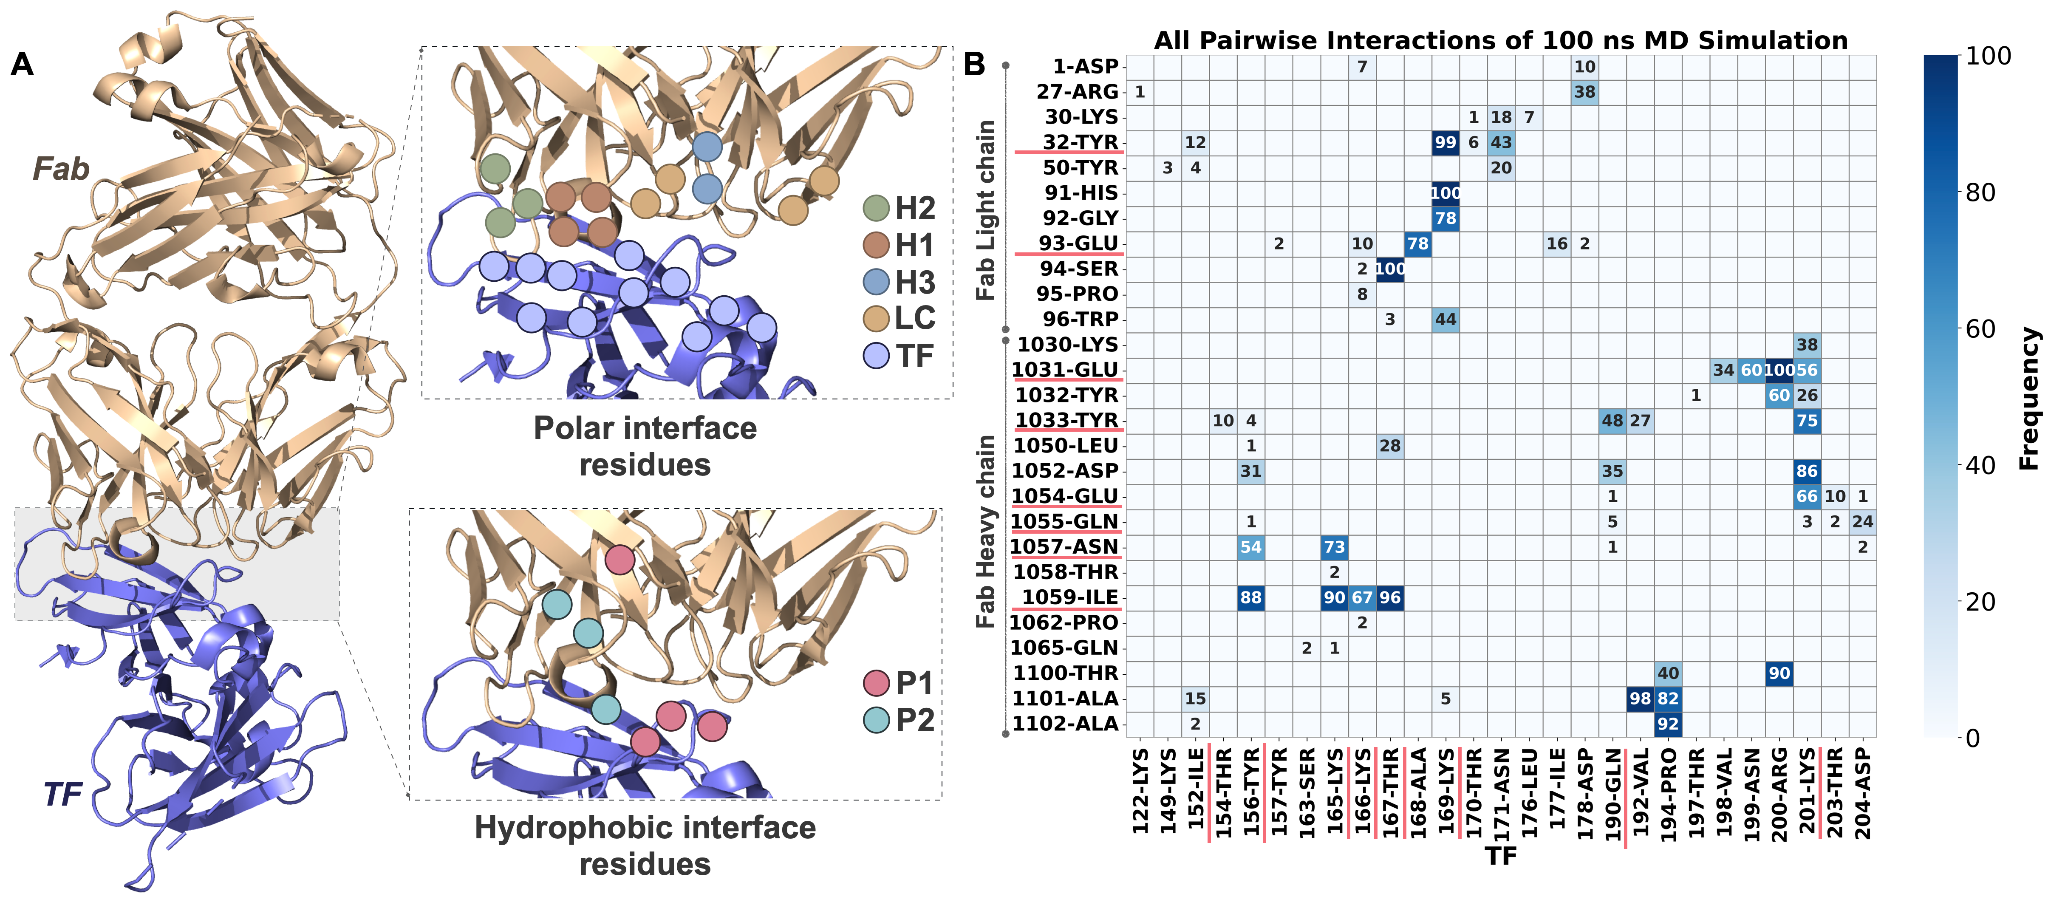 A
Fab
TF
H2
H1
H3
LC
TF
Polar interface
residues
P1
P2
Hydrophobic interface
residues
B
All Pairwise Interactions of 100 ns MD Simulation
Fab Light chain
Fab Heavy chain
1-ASP 7 10
27-ARG 1 38
30-LYS 1 18 7
32-TYR 12 99 6 43
50-TYR 3 4 20
91-HIS 100
92-GLY 78
93-GLU 2 10 78 16 2
94-SER 2 100
95-PRO 8
96-TRP 3 44
1030-LYS 38
1031-GLU 34 60 100 56
1032-TYR 1 60 26
1033-TYR 10 4 48 27 75
1050-LEU 1 28
1052-ASP 31 35 86
1054-GLU 1 66 10 1
1055-GLN 1 5 3 2 24
1057-ASN 54 73 1 2
1058-THR 2
1059-ILE 88 90 67 96
1062-PRO 2
1065-GLN 2 1
1100-THR 40 90
1101-ALA 15 5 98 82
1102-ALA 2 92
122-LYS
149-LYS
152-ILE
154-THR
156-TYR
157-TYR
163-SER
165-LYS
166-LYS
167-THR
168-ALA
169-LYS
170-THR
171-ASN
176-LEU
177-ILE
178-ASP
190-GLN
192-VAL
194-PRO
197-THR
198-VAL
199-ASN
200-ARG
201-LYS
203-THR
204-ASP
TF
100
80
60
40
20
0
Frequency